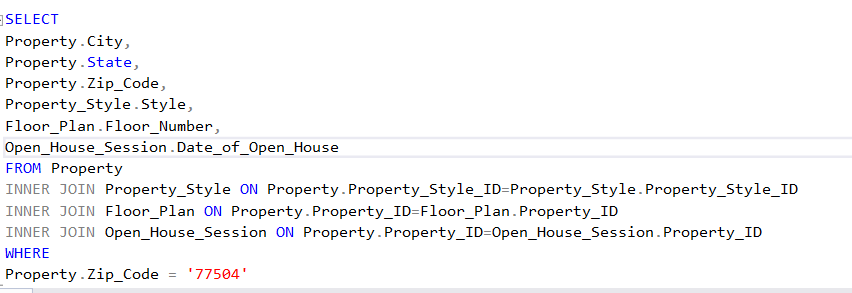 SELECT
Property.City,
Property.State,
Property.Zip_Code,
Property_Style.Style,
Floor_Plan.Floor_Number,
Open_House_Session.Date_of_Open_House
FROM Property
INNER JOIN Property_Style ON Property.Property_Style_ID=Property_Style.Property_Style_ID
INNER JOIN Floor_Plan ON Property.Property_ID=Floor_Plan.Property_ID
INNER JOIN Open_House_Session ON Property.Property_ID=Open_House_Session.Property_ID
WHERE
Property.Zip_Code = '77504'